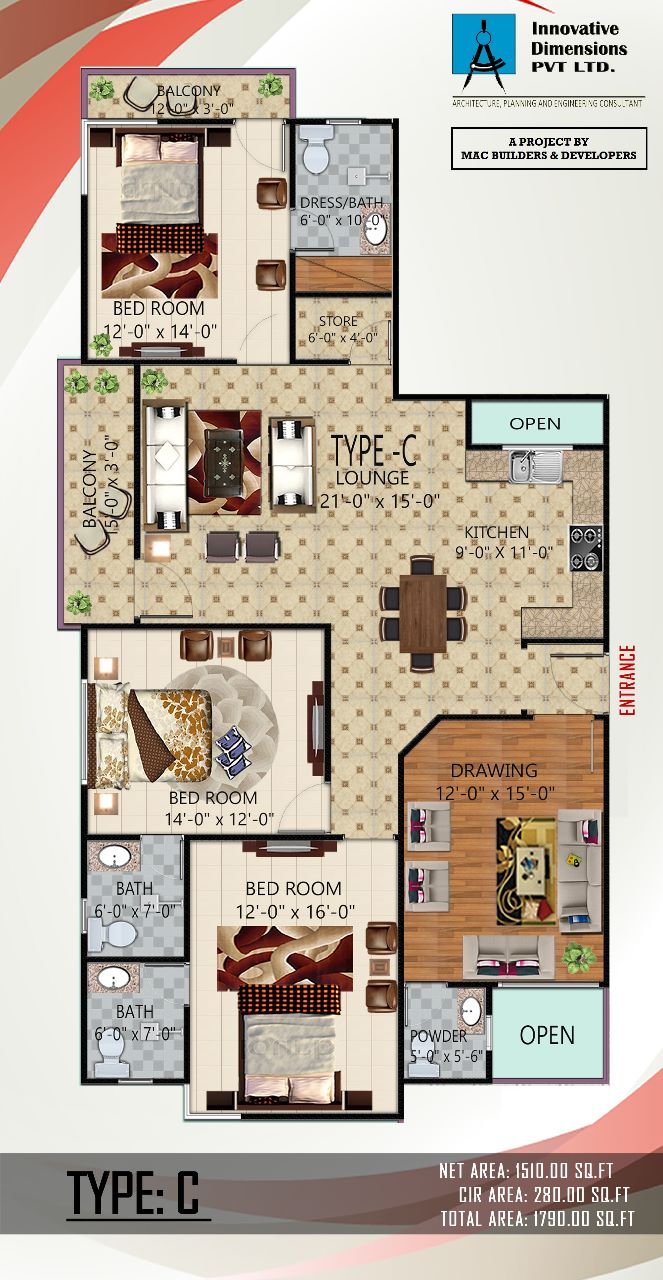 Innovative
Dimensions
PVT LTD.
ARCHITECTURE, PLANNING AND ENGINEERING CONSULTANT
A PROJECT BY
MAC BUILDERS & DEVELOPERS
BALCONY
12'-0" x 3'-0"
DRESS/BATH
6'-0" x 10'-0"
BED ROOM
12'-0" x 14'-0"
STORE
6'-0" x 4'-0"
OPEN
TYPE -C
LOUNGE
21'-0" x 15'-0"
BALCONY
15'-0" x 3'-0"
KITCHEN
9'-0" X 11'-0"
ENTRANCE
DRAWING
12'-0" x 15'-0"
BED ROOM
14'-0" x 12'-0"
BATH
6'-0" x 7'-0"
BED ROOM
12'-0" x 16'-0"
BATH
6'-0" x 7'-0"
POWDER
5'-0" x 5'-6"
OPEN
TYPE: C
NET AREA: 1510.00 SQ.FT
CIR AREA: 280.00 SQ.FT
TOTAL AREA: 1790.00 SQ.FT